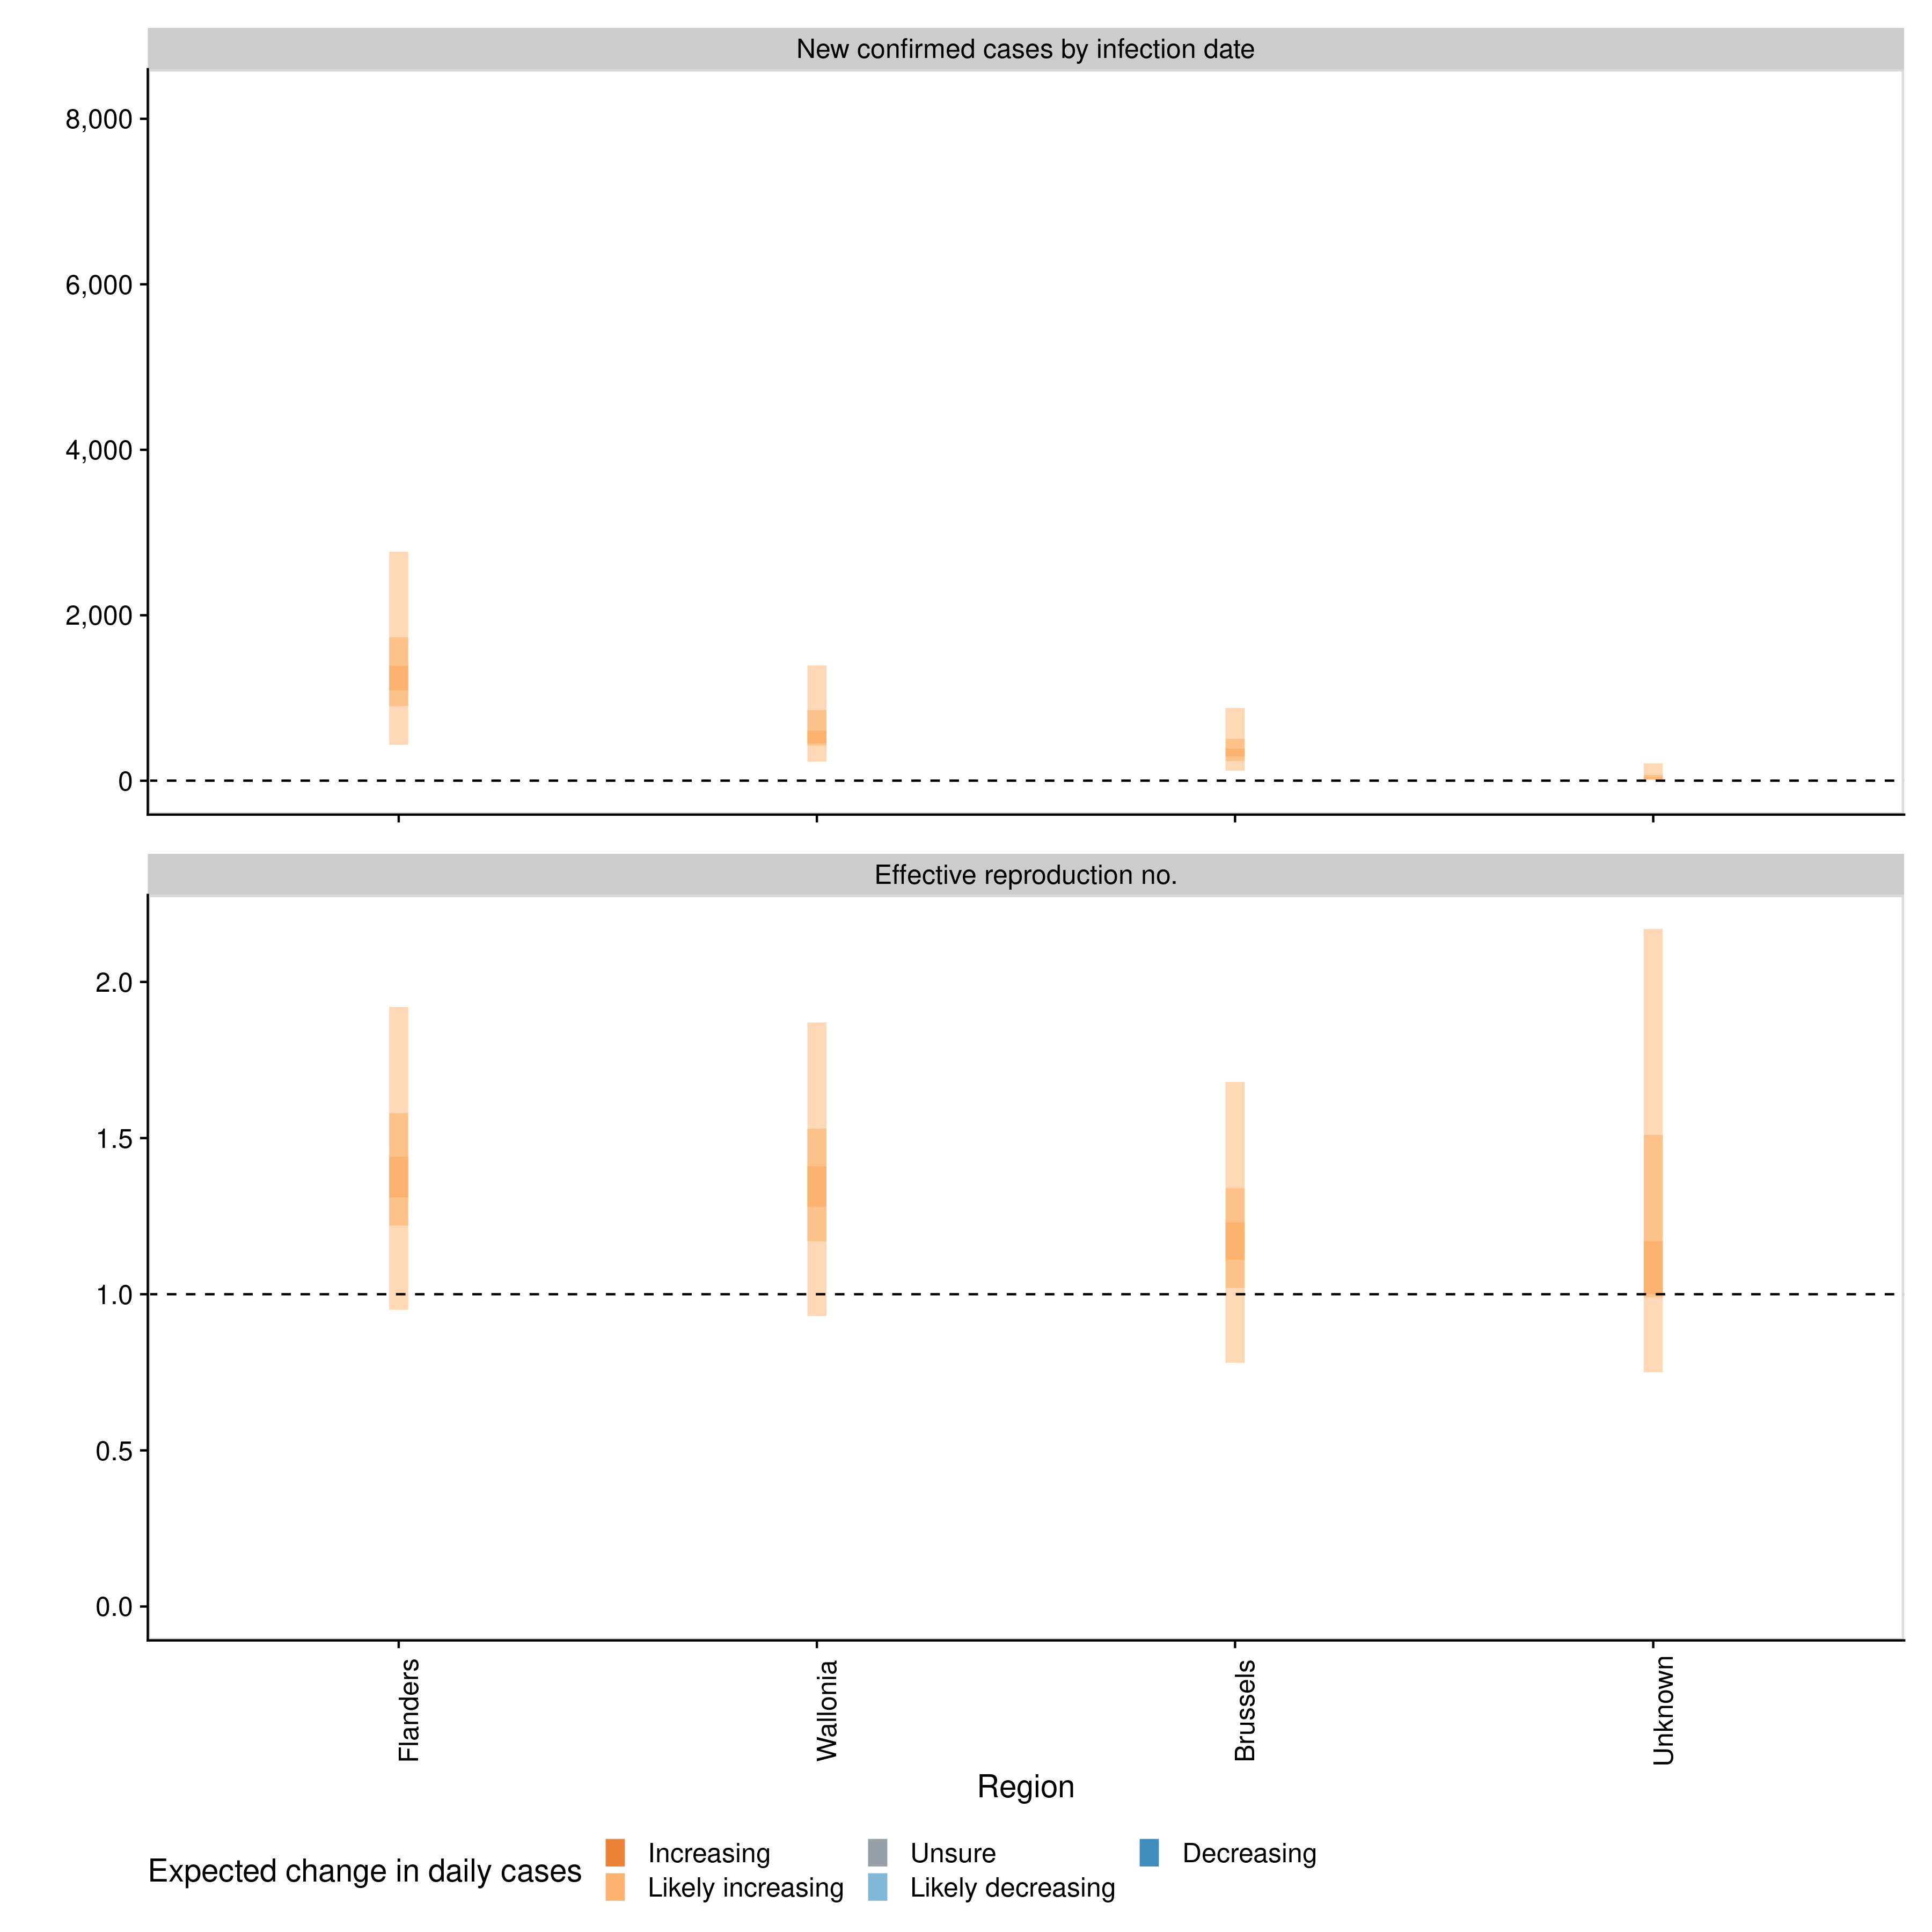 New confirmed cases by infection date
8,000
6,000
4,000
2,000
0
Effective reproduction no.
2.0
1.5
1.0
0.5
0.0
Flanders
Wallonia
Brussels
Unknown
Region
Expected change in daily cases
Increasing
Likely increasing
Unsure
Likely decreasing
Decreasing